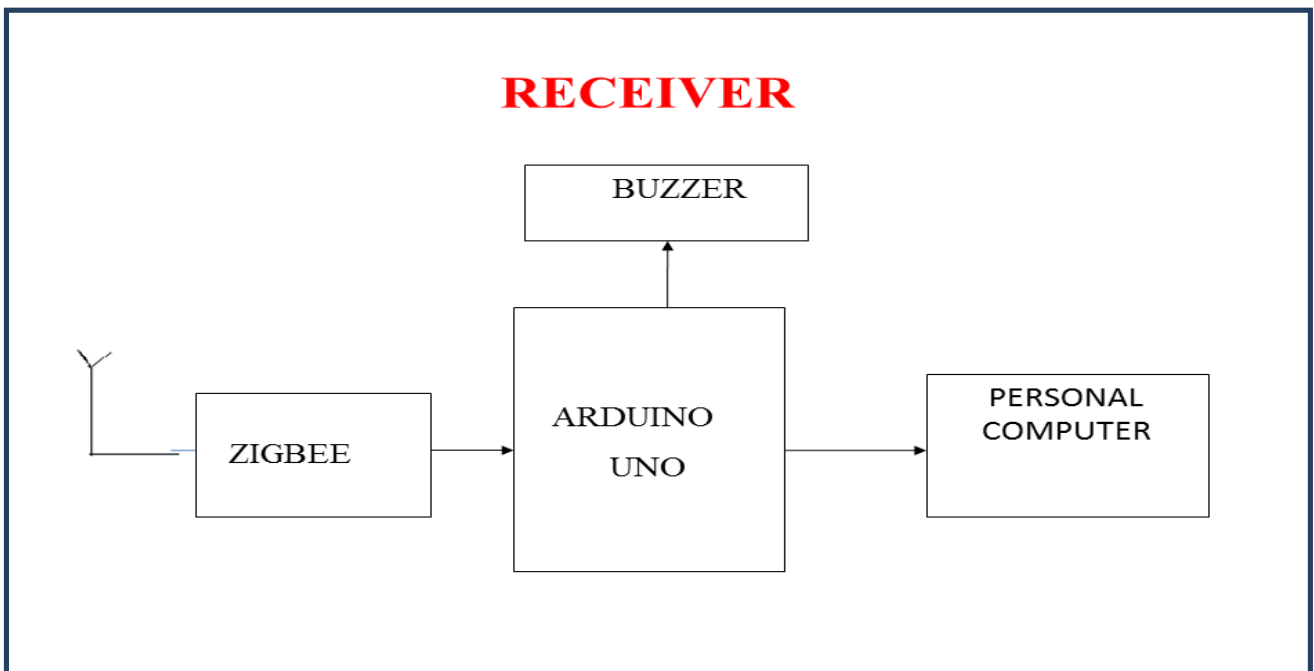 RECEIVER
BUZZER
ZIGBEE
ARDUINO
UNO
PERSONAL
COMPUTER